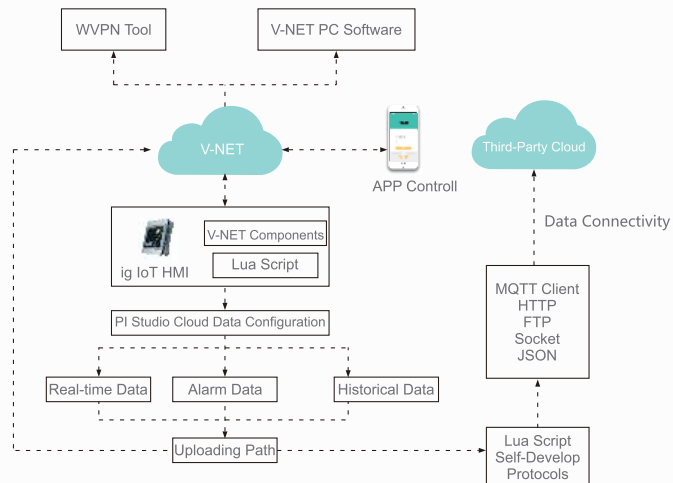 WVPN Tool
V-NET PC Software
V-NET
Third-Party Cloud
APP Controll
Data Connectivity
V-NET Components
Lua Script
ig IoT HMI
PI Studio Cloud Data Configuration
MQTT Client
HTTP
FTP
Socket
JSON
Real-time Data
Alarm Data
Historical Data
Uploading Path
Lua Script
Self-Develop
Protocols